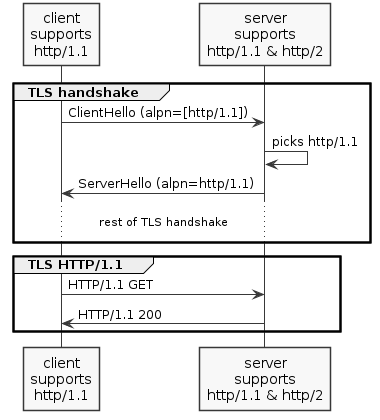 client
supports
http/1.1
server
supports
http/1.1 & http/2
TLS handshake
ClientHello (alpn=[http/1.1])
picks http/1.1
ServerHello (alpn=http/1.1)
rest of TLS handshake
TLS HTTP/1.1
HTTP/1.1 GET
HTTP/1.1 200
client
supports
http/1.1
server
supports
http/1.1 & http/2